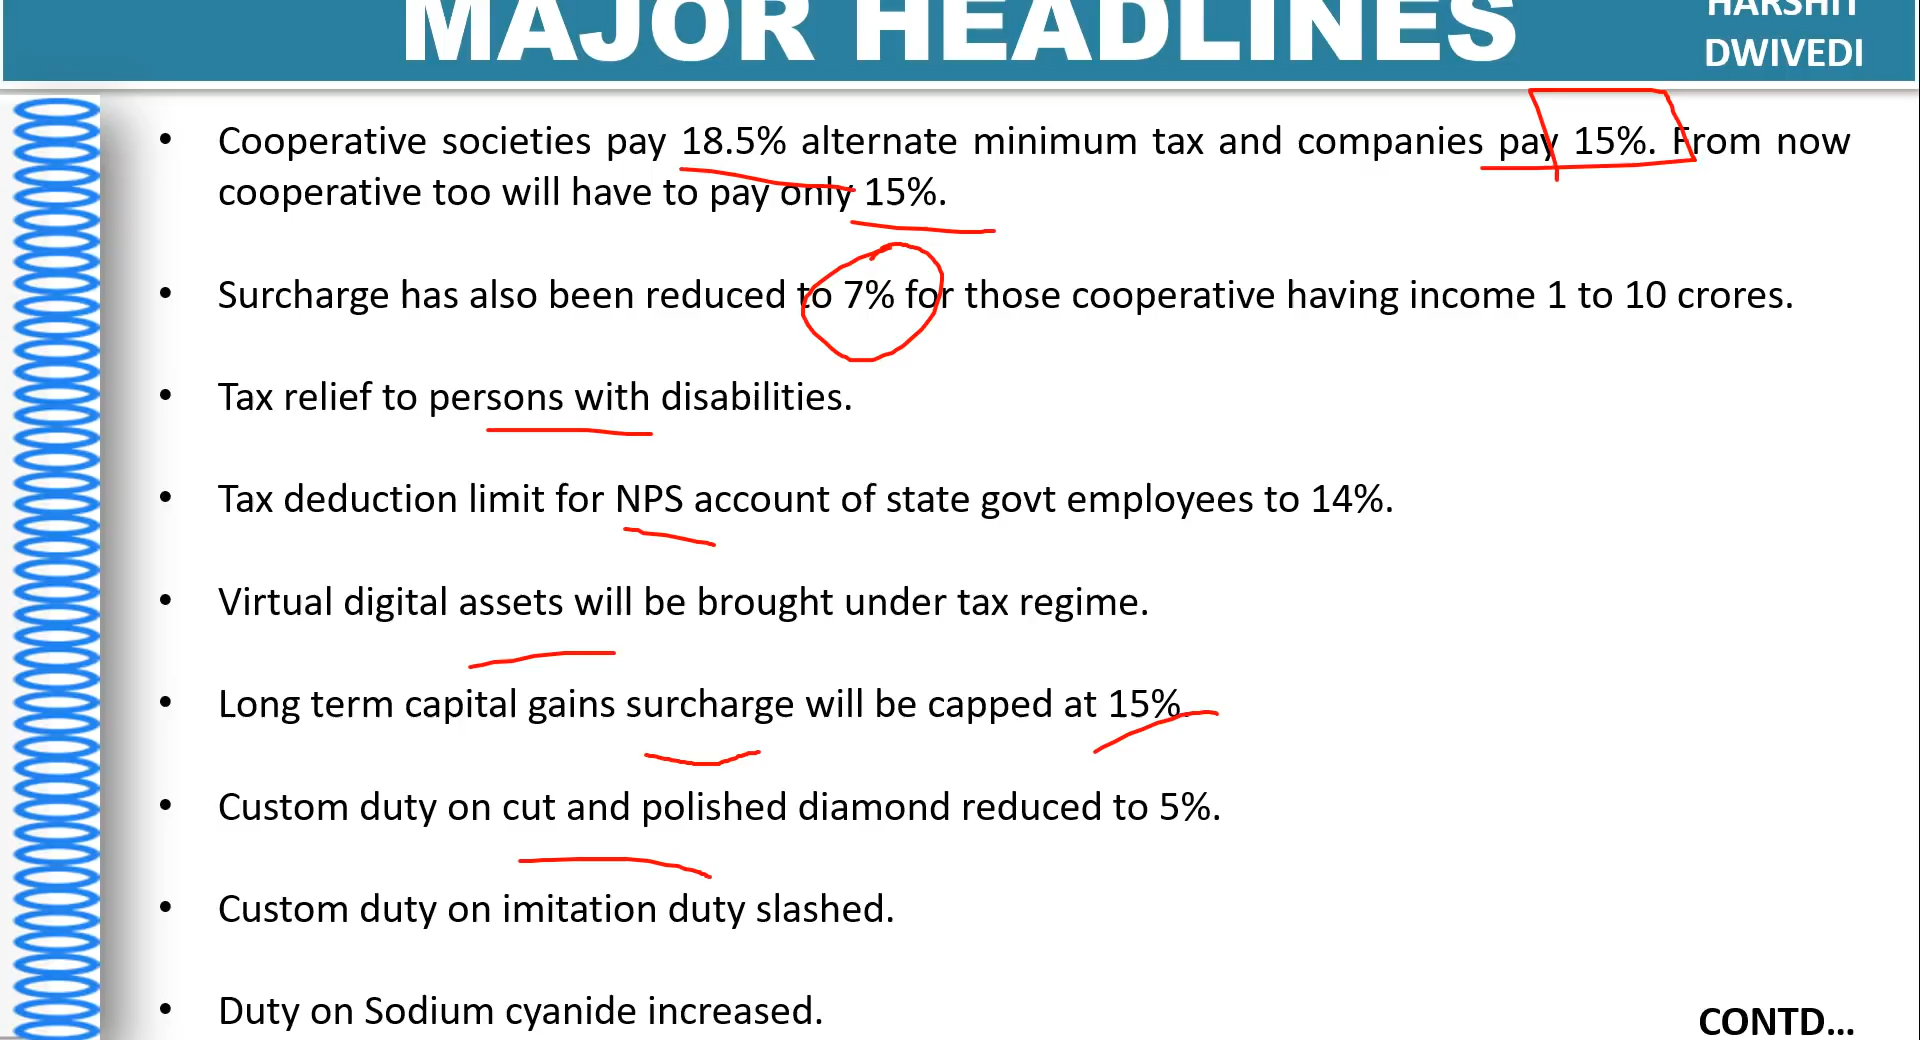 MAJOR HEADLINES
HARSHIT
DWIVEDI
• Cooperative societies pay 18.5% alternate minimum tax and companies pay 15%. From now
cooperative too will have to pay only 15%.
• Surcharge has also been reduced to 7% for those cooperative having income 1 to 10 crores.
• Tax relief to persons with disabilities.
• Tax deduction limit for NPS account of state govt employees to 14%.
• Virtual digital assets will be brought under tax regime.
• Long term capital gains surcharge will be capped at 15%.
• Custom duty on cut and polished diamond reduced to 5%.
• Custom duty on imitation duty slashed.
• Duty on Sodium cyanide increased.
CONTD...